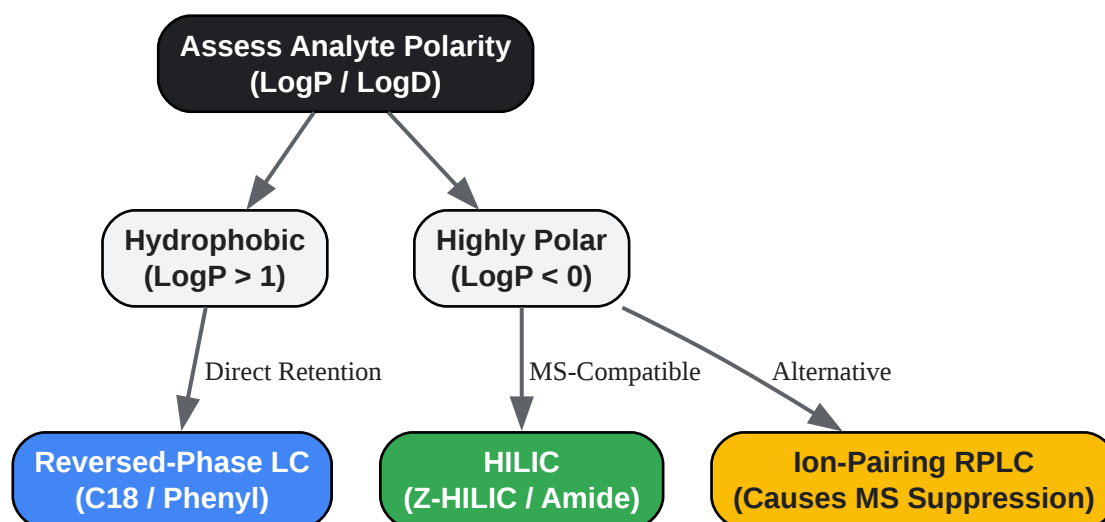 Assess Analyte Polarity
(LogP / LogD)
Hydrophobic
(LogP > 1)
Highly Polar
(LogP < 0)
Direct Retention
MS-Compatible
Alternative
Reversed-Phase LC
(C18 / Phenyl)
HILIC
(Z-HILIC / Amide)
Ion-Pairing RPLC
(Causes MS Suppression)